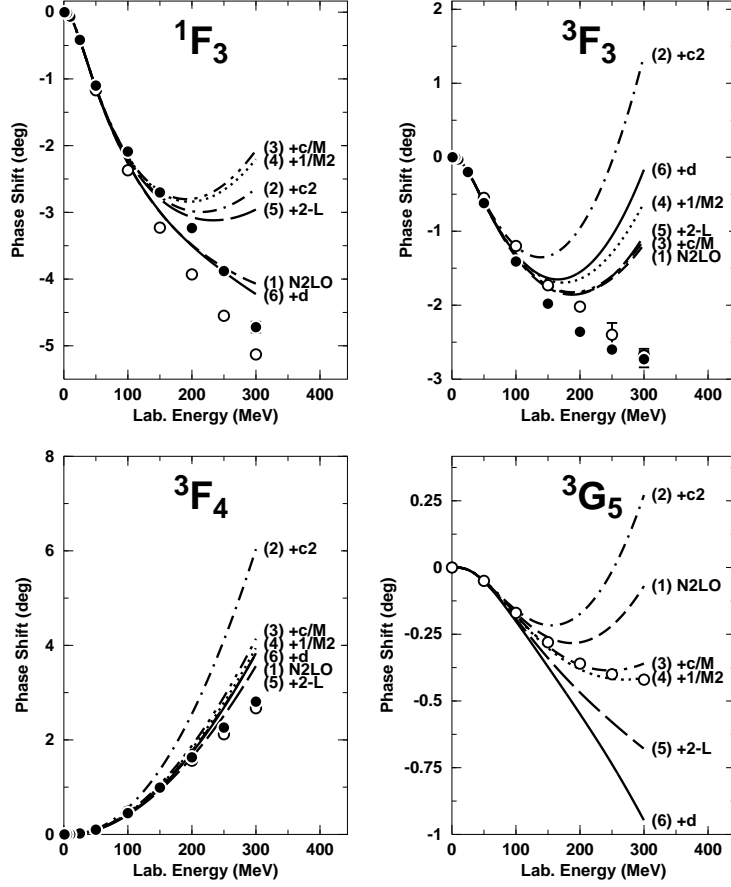 ¹F₃
0
-1
-2
-3
-4
-5
Phase Shift (deg)
(3) +c/M
(4) +1/M2
(2) +c2
(5) +2-L
(1) N2LO
(6) +d
0 100 200 300 400
Lab. Energy (MeV)
³F₃
2
1
0
-1
-2
-3
Phase Shift (deg)
(2) +c2
(6) +d
(4) +1/M2
(5) +2-L
(3) +c/M
(1) N2LO
0 100 200 300 400
Lab. Energy (MeV)
³F₄
8
6
4
2
0
Phase Shift (deg)
(2) +c2
(3) +c/M
(4) +1/M2
(6) +d
(1) N2LO
(5) +2-L
0 100 200 300 400
Lab. Energy (MeV)
³G₅
0.25
0
-0.25
-0.5
-0.75
-1
Phase Shift (deg)
(2) +c2
(1) N2LO
(3) +c/M
(4) +1/M2
(5) +2-L
(6) +d
0 100 200 300 400
Lab. Energy (MeV)